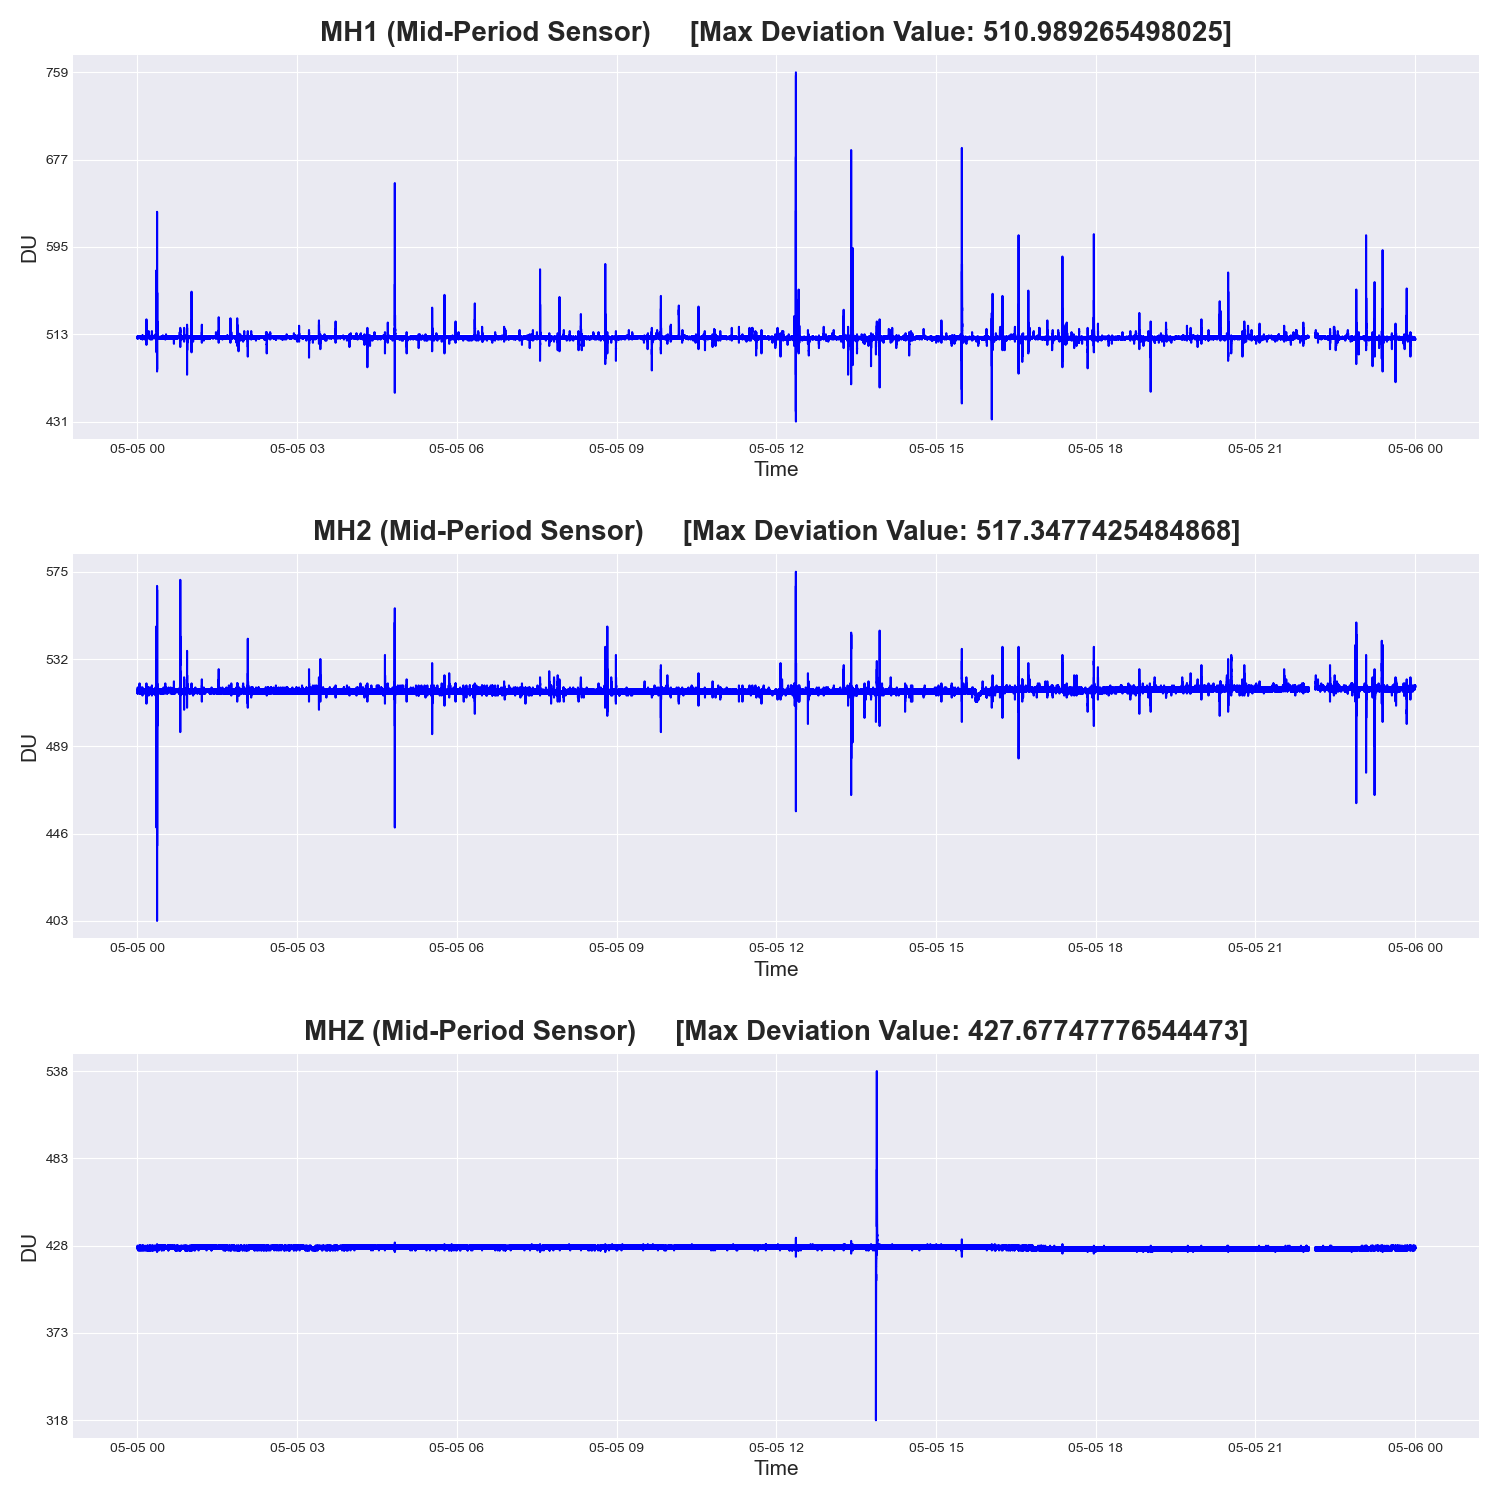 MH1 (Mid-Period Sensor) [Max Deviation Value: 510.989265498025]
759
677
595
513
431
DU
05-05 00 05-05 03 05-05 06 05-05 09 05-05 12 05-05 15 05-05 18 05-05 21 05-06 00
Time
MH2 (Mid-Period Sensor) [Max Deviation Value: 517.3477425484868]
575
532
489
446
403
DU
05-05 00 05-05 03 05-05 06 05-05 09 05-05 12 05-05 15 05-05 18 05-05 21 05-06 00
Time
MHZ (Mid-Period Sensor) [Max Deviation Value: 427.67747776544473]
538
483
428
373
318
DU
05-05 00 05-05 03 05-05 06 05-05 09 05-05 12 05-05 15 05-05 18 05-05 21 05-06 00
Time